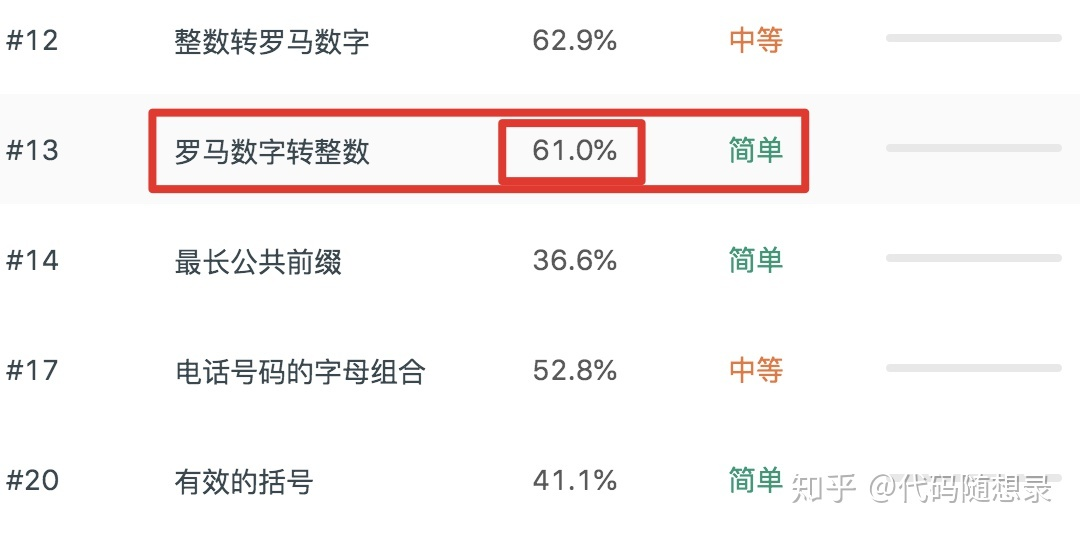 #12 整数转罗马数字 62.9% 中等
#13 罗马数字转整数 61.0% 简单
#14 最长公共前缀 36.6% 简单
#17 电话号码的字母组合 52.8% 中等
#20 有效的括号 41.1% 简单
知乎 @代码随想录